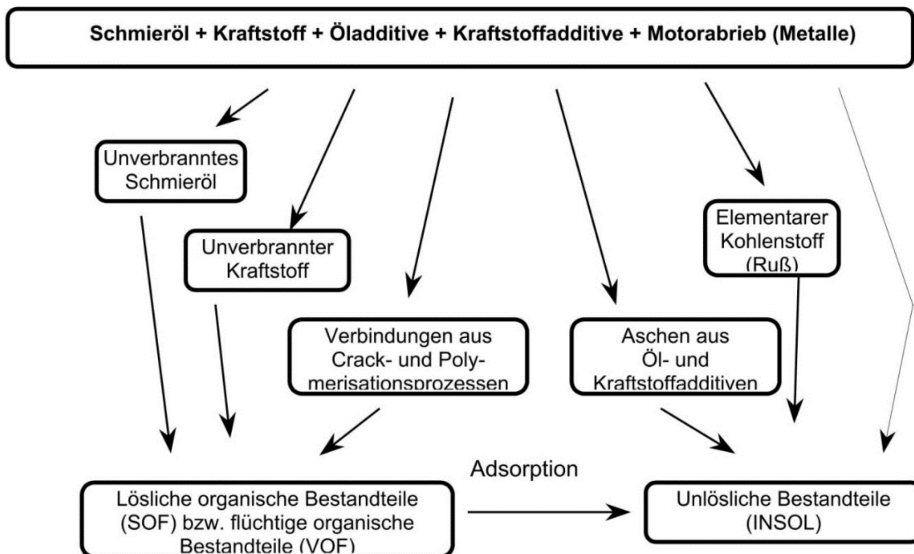 Schmieröl + Kraftstoff + Öladditive + Kraftstoffadditive + Motorabrieb (Metalle)
Unverbranntes
Schmieröl
Unverbrannter
Kraftstoff
Elementarer
Kohlenstoff
(Ruß)
Verbindungen aus
Crack- und Poly-
merisationsprozessen
Aschen aus
Öl- und
Kraftstoffadditiven
Adsorption
Lösliche organische Bestandteile
(SOF) bzw. flüchtige organische
Bestandteile (VOF)
Unlösliche Bestandteile
(INSOL)